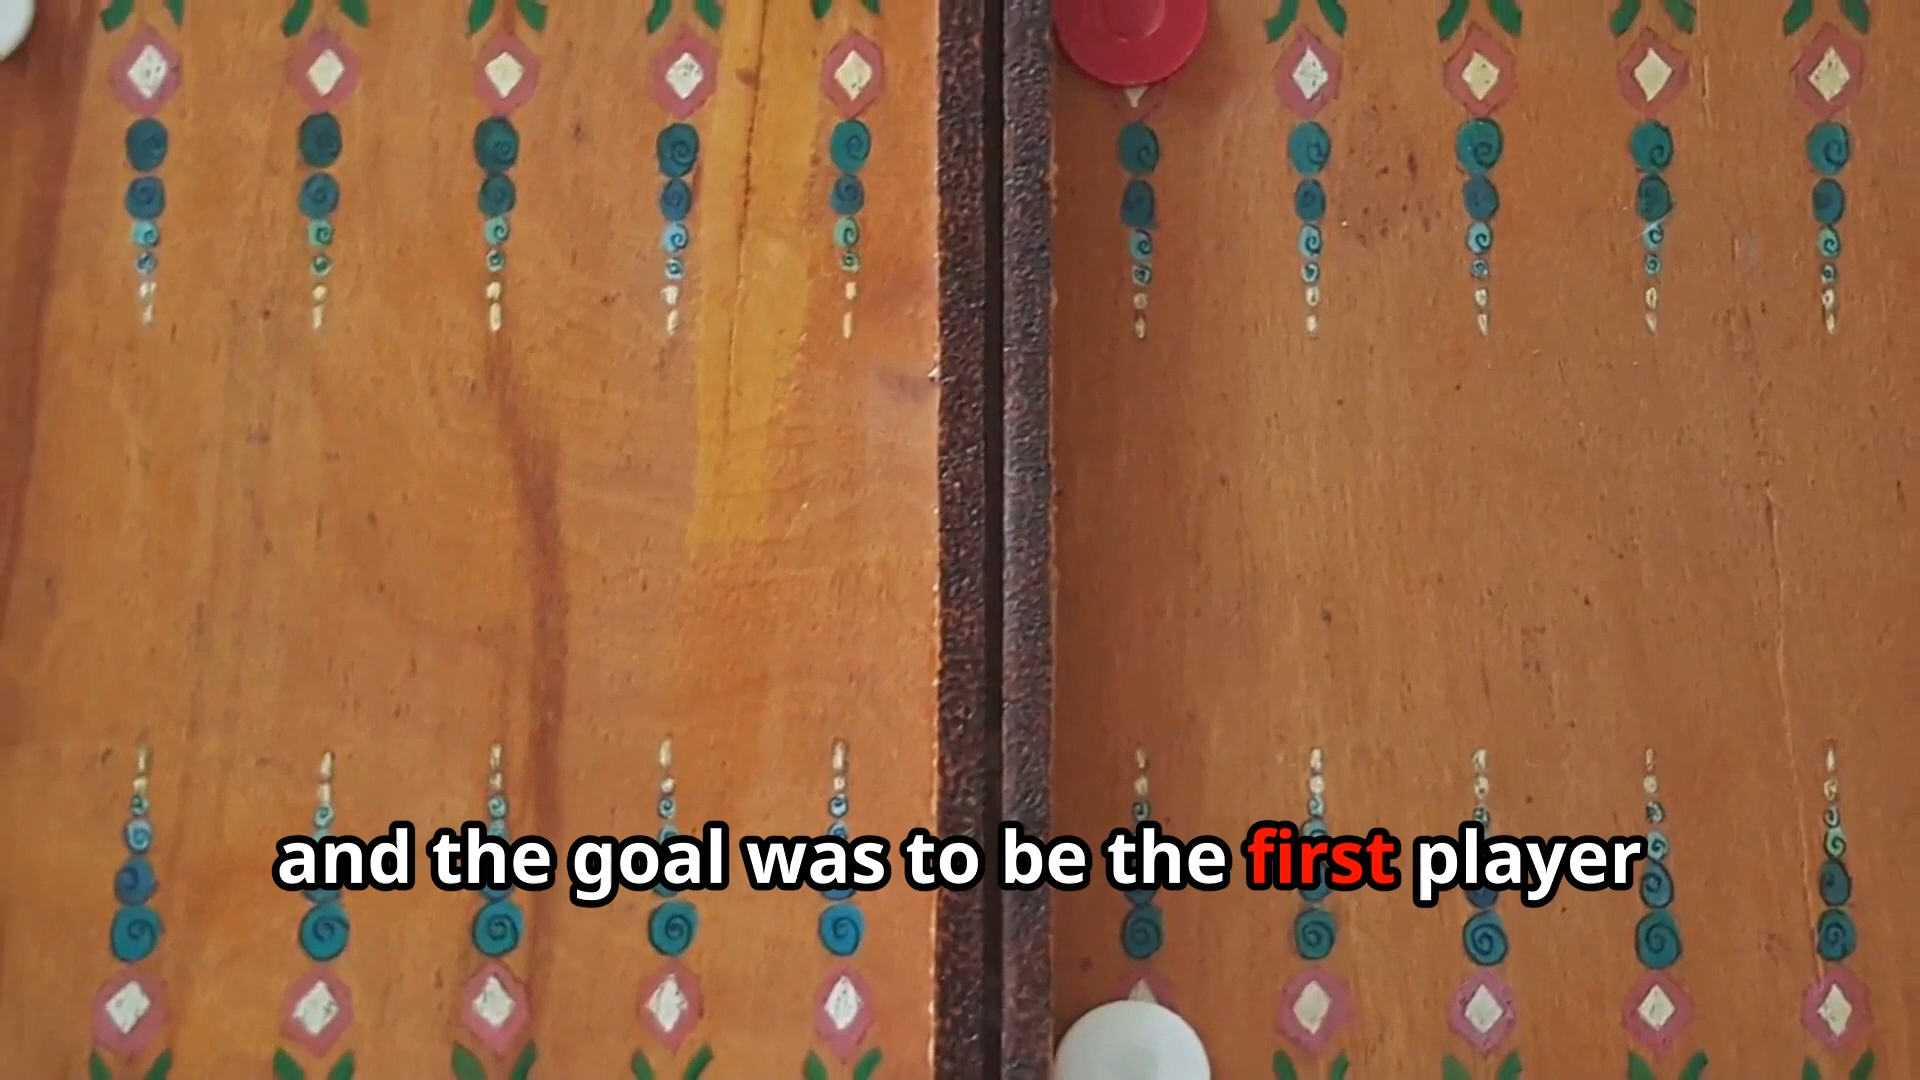 and the goal was to be the first player